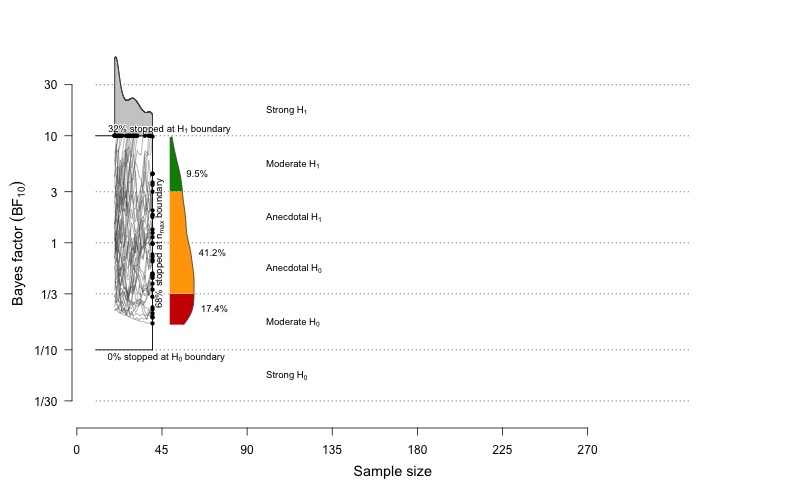 30
Strong H₁
32% stopped at H₁ boundary
10
Moderate H₁
9.5%
3
Anecdotal H₁
68% stopped at nmax boundary
1
41.2%
Anecdotal H₀
1/3
17.4%
Moderate H₀
1/10
0% stopped at H₀ boundary
Strong H₀
1/30
Bayes factor (BF₁₀)
0 45 90 135 180 225 270
Sample size